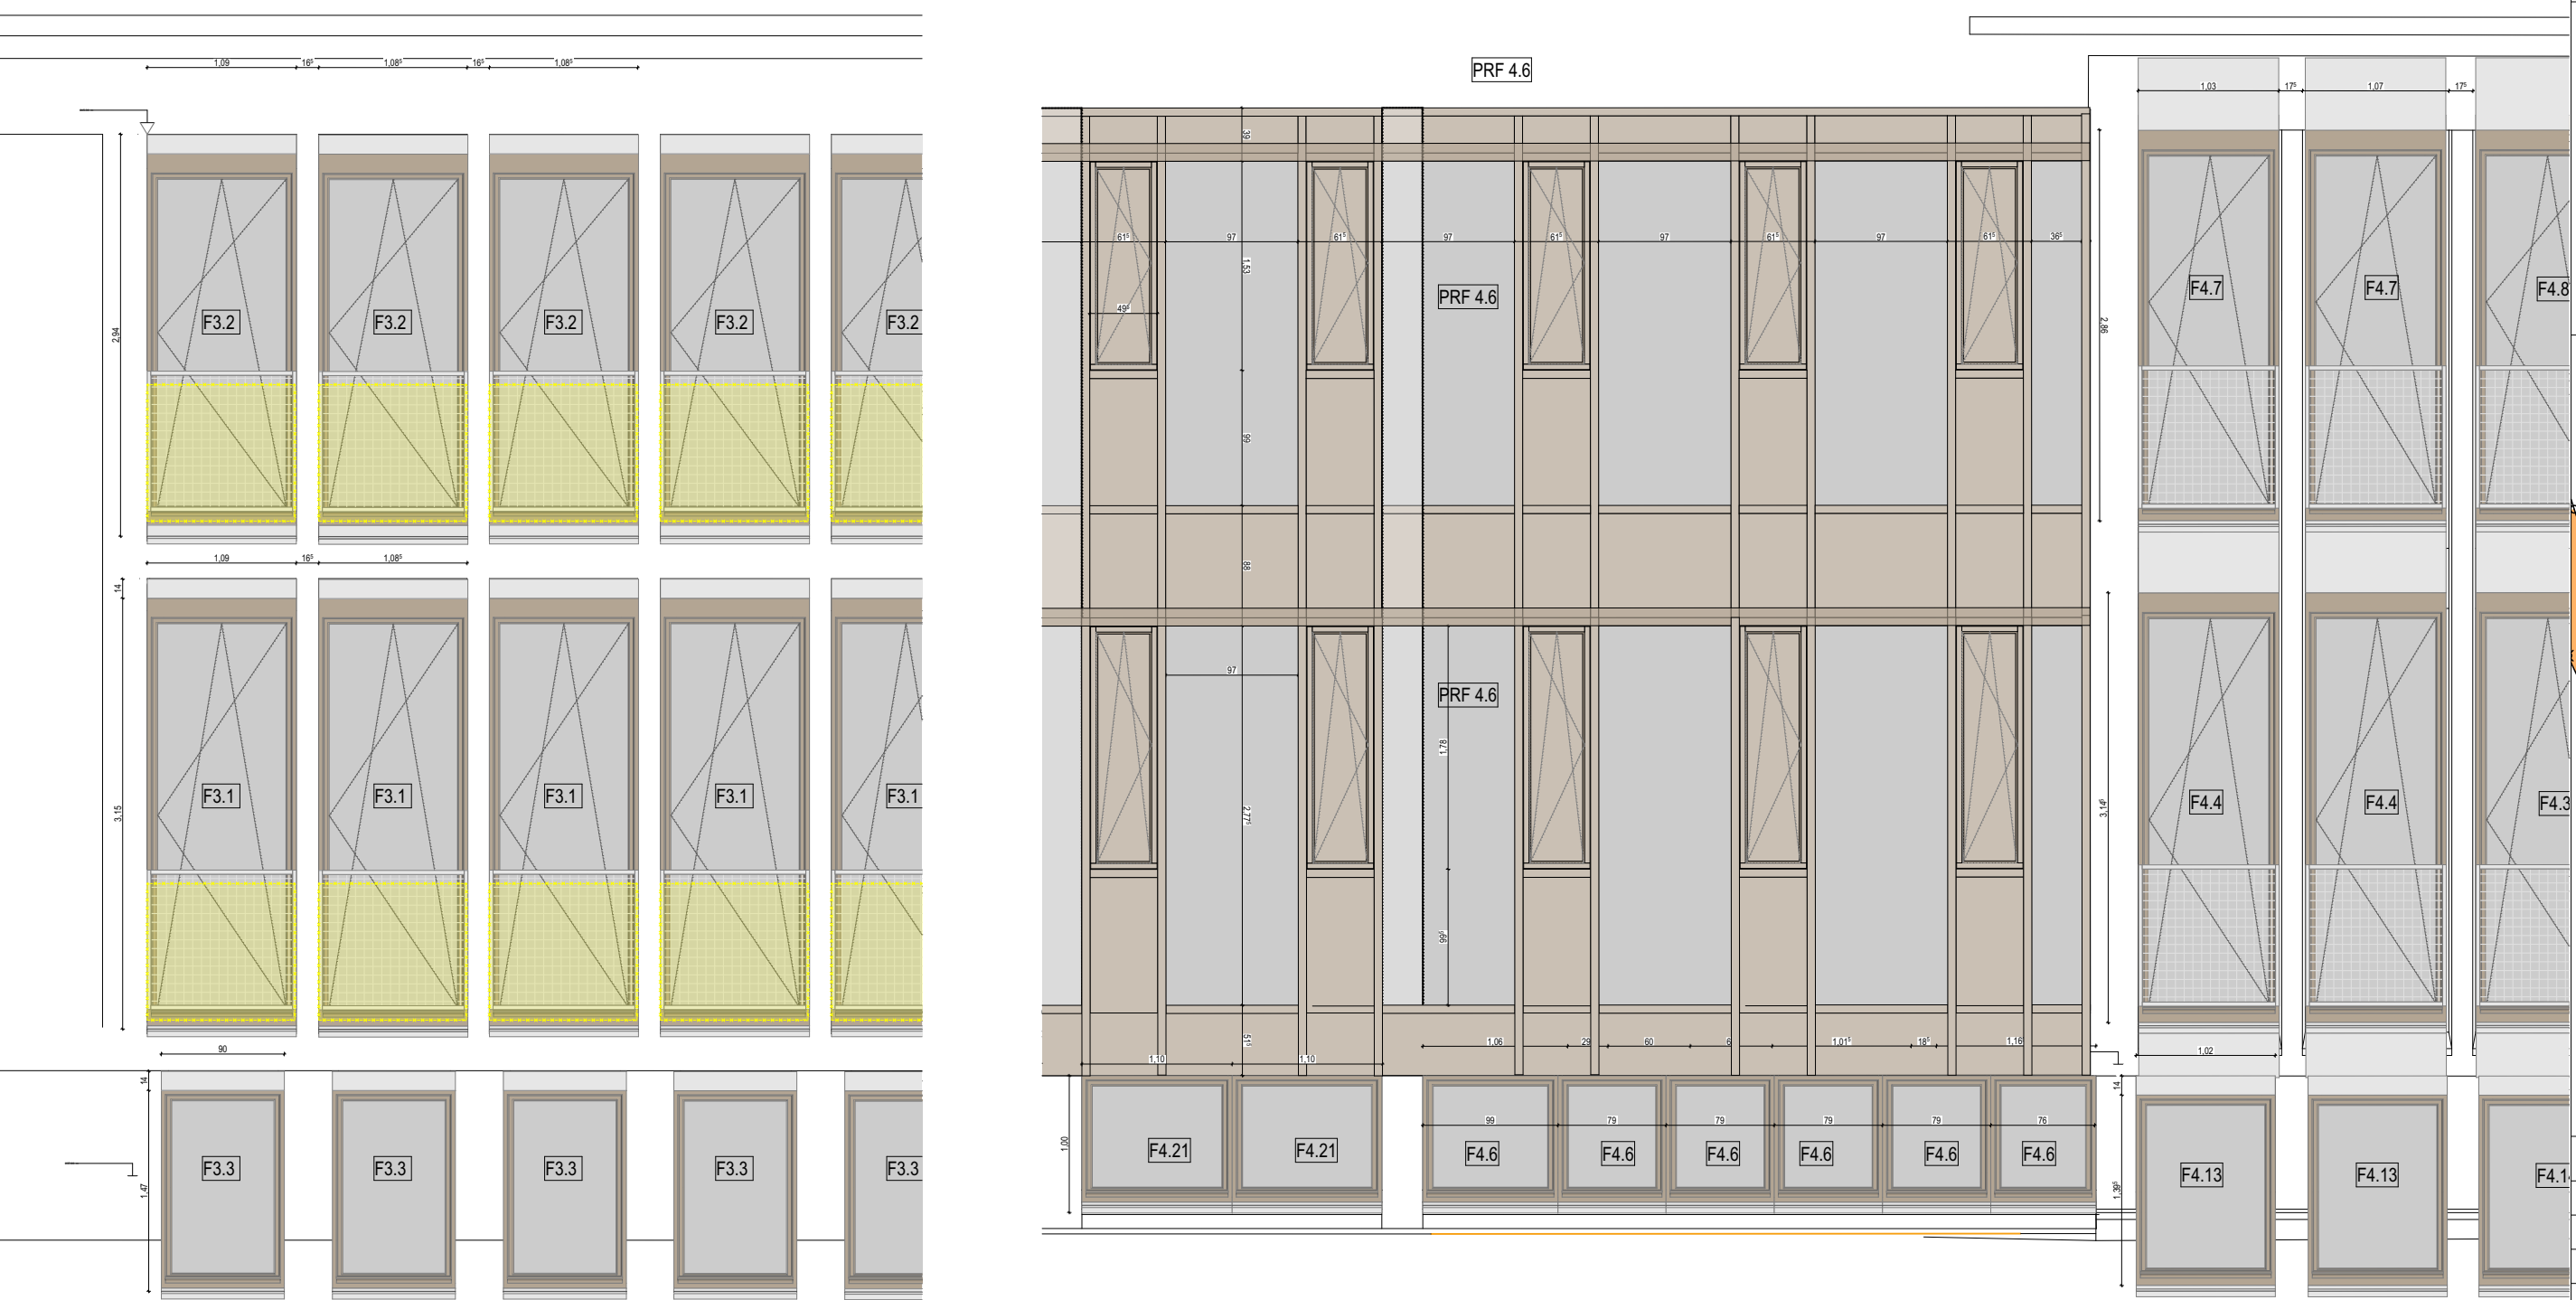 PRF 4.6
1,09 16⁵ 1,08⁵ 16⁵ 1,08⁵
1,03 17⁵ 1,07 17⁵
39
61⁵ 97 61⁵ 97 61⁵ 97 61⁵ 97 61⁵ 36⁵
1,53
F4.7 F4.7 F4.8
PRF 4.6
49⁵
F3.2 F3.2 F3.2 F3.2 F3.2
2,94
2,86
99
1,09 16⁵ 1,08⁵
88
14
97
PRF 4.6
1,78
F3.1 F3.1 F3.1 F3.1 F3.1
F4.4 F4.4 F4.3
3,15
2,77⁵
3,14⁵
99⁵
51⁵
1,06 29 60 6 1,01⁵ 18⁵ 1,16
90
1,10 1,10
1,02
14
14
99 79 79 79 79 76
1,00
F4.21 F4.21
F4.6 F4.6 F4.6 F4.6 F4.6 F4.6
F3.3 F3.3 F3.3 F3.3 F3.3
F4.13 F4.13 F4.1
1,47
1,39⁵